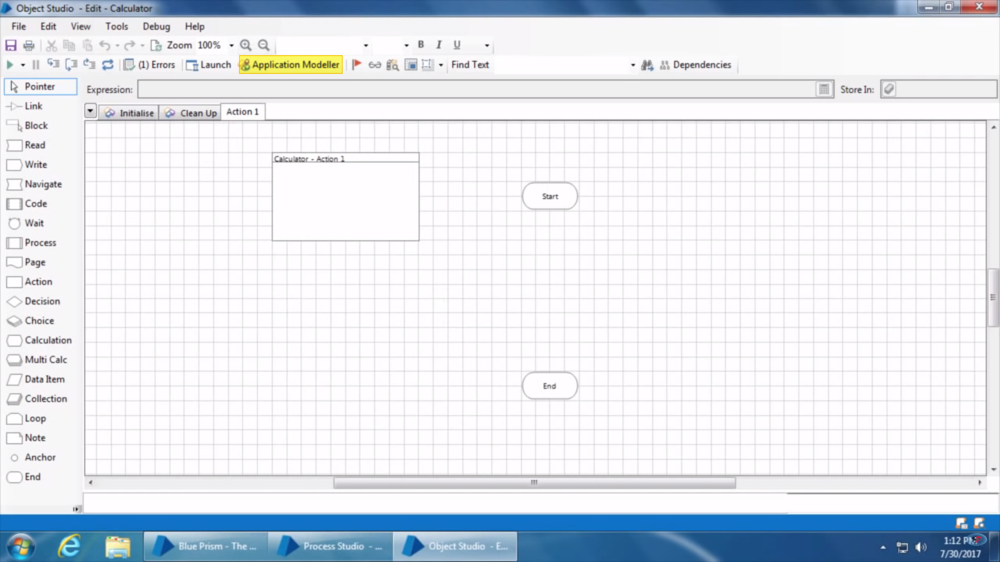 Object Studio - Edit - Calculator
File Edit View Tools Debug Help
Zoom 100% B I U
(1) Errors Launch Application Modeller Find Text Dependencies
Pointer
Expression: Store In:
Link
Initialise Clean Up Action 1
Block
Read
Calculator - Action 1
Write
Navigate
Start
Code
Wait
Process
Page
Action
Decision
Choice
Calculation
Multi Calc
Data Item
End
Collection
Loop
Note
Anchor
End
Blue Prism - The ... Process Studio - ... Object Studio - E...
1:12 PM
7/30/2017